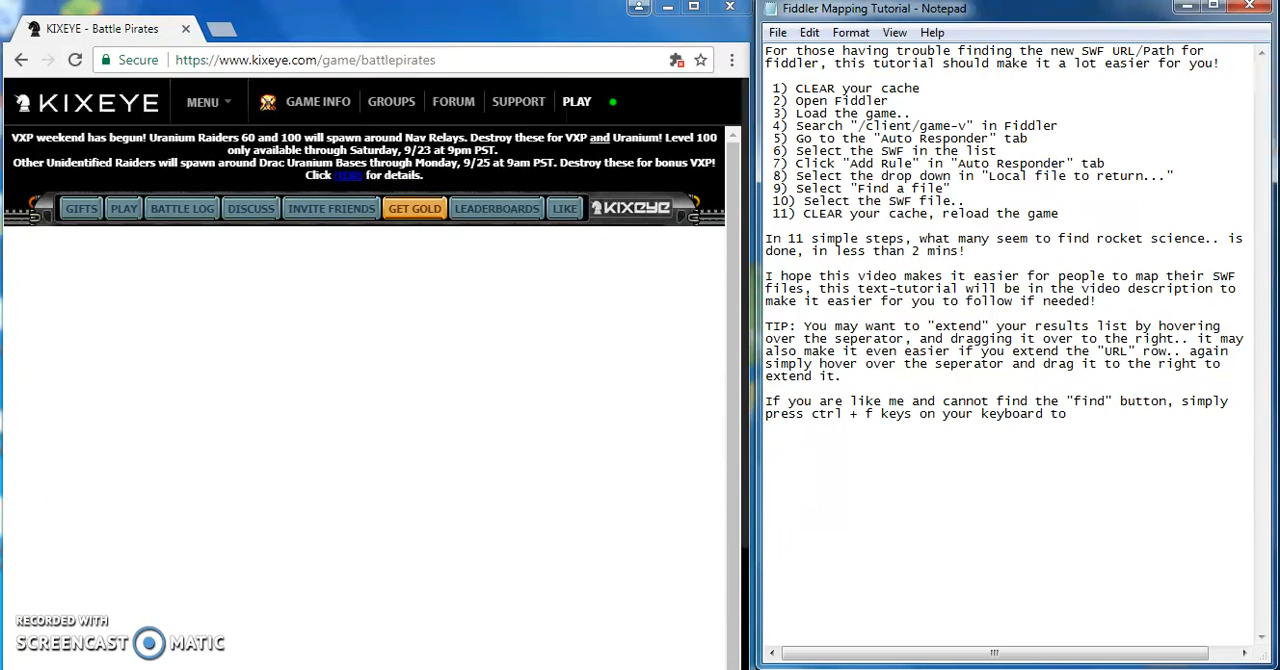 KIXEYE - Battle Pirates
Secure https://www.kixeye.com/game/battlepirates
KIXEYE MENU GAME INFO GROUPS FORUM SUPPORT PLAY
VXP weekend has begun! Uranium Raiders 60 and 100 will spawn around Nav Relays. Destroy these for VXP and Uranium! Level 100
only available through Saturday, 9/23 at 9pm PST.
Other Unidentified Raiders will spawn around Drac Uranium Bases through Monday, 9/25 at 9am PST. Destroy these for bonus VXP!
Click for details.
GIFTS PLAY BATTLE LOG DISCUSS INVITE FRIENDS GET GOLD LEADERBOARDS LIKE KIXEYE
RECORDED WITH
SCREENCAST MATIC
Fiddler Mapping Tutorial - Notepad
File Edit Format View Help
For those having trouble finding the new SWF URL/Path for
fiddler, this tutorial should make it a lot easier for you!
1) CLEAR your cache
2) Open Fiddler
3) Load the game..
4) Search "/client/game-v" in Fiddler
5) Go to the "Auto Responder" tab
6) Select the SWF in the list
7) Click "Add Rule" in "Auto Responder" tab
8) Select the drop down in "Local file to return..."
9) Select "Find a file"
10) Select the SWF file..
11) CLEAR your cache, reload the game
In 11 simple steps, what many seem to find rocket science.. is
done, in less than 2 mins!
I hope this video makes it easier for people to map their SWF
files, this text-tutorial will be in the video description to
make it easier for you to follow if needed!
TIP: You may want to "extend" your results list by hovering
over the seperator, and dragging it over to the right.. it may
also make it even easier if you extend the "URL" row.. again
simply hover over the seperator and drag it to the right to
extend it.
If you are like me and cannot find the "find" button, simply
press ctrl + f keys on your keyboard to